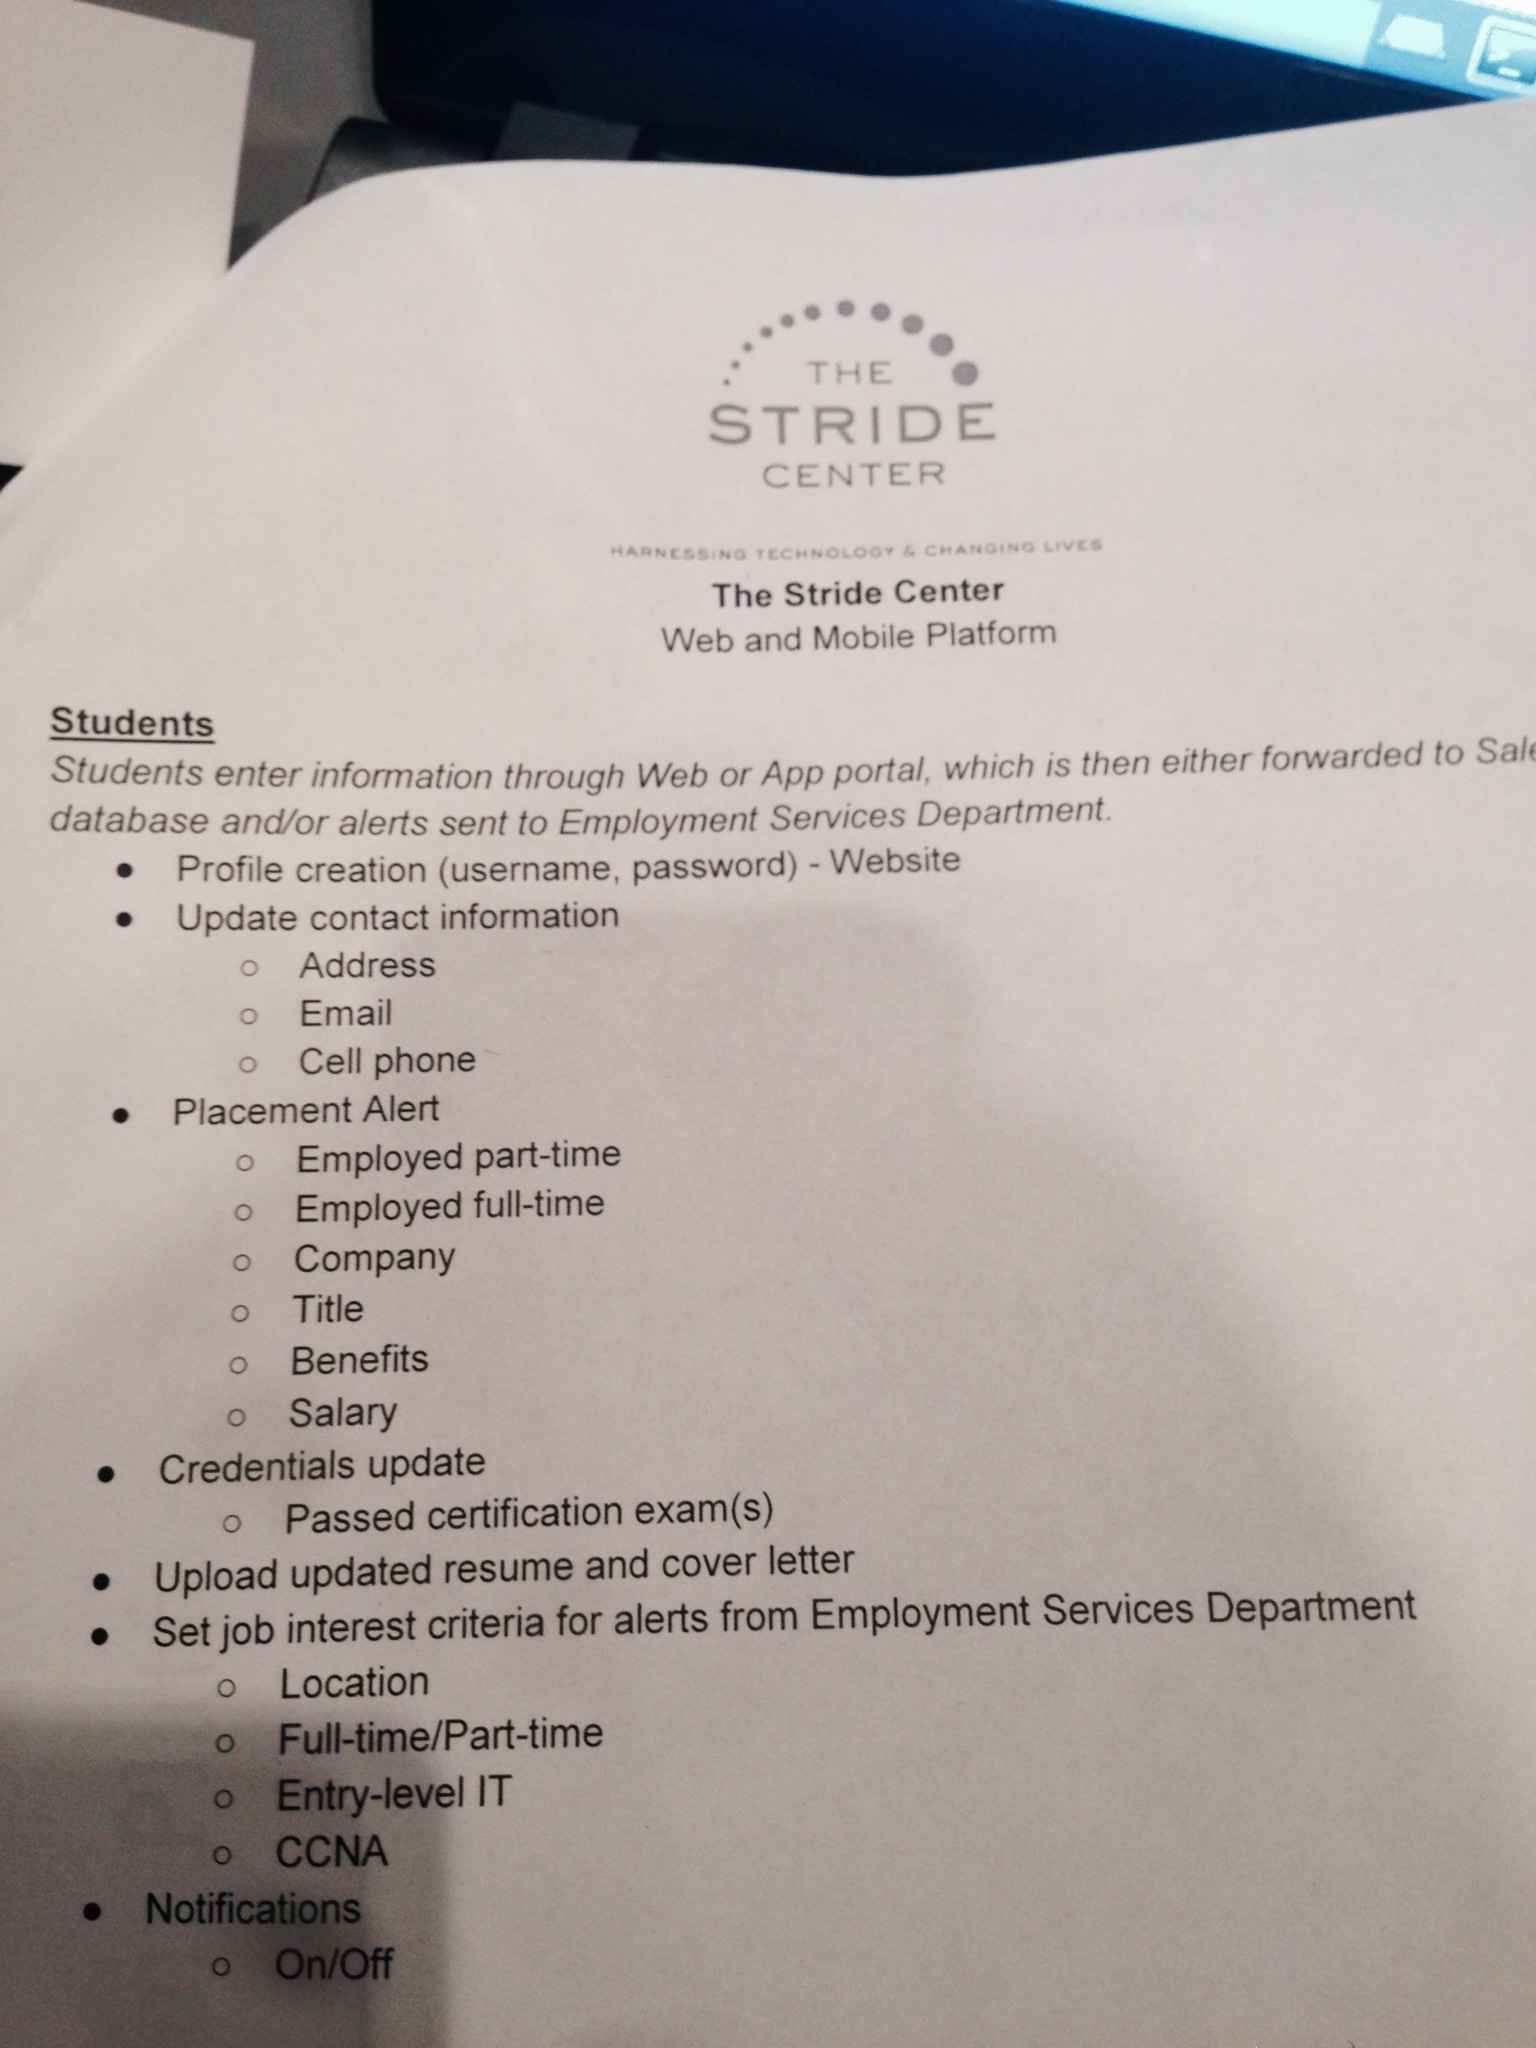 THE
STRIDE
CENTER
HARNESSING TECHNOLOGY & CHANGING LIVES
The Stride Center
Web and Mobile Platform
Students
Students enter information through Web or App portal, which is then either forwarded to
database and/or alerts sent to Employment Services Department.
● Profile creation (username, password) - Website
● Update contact information
○ Address
○ Email
○ Cell phone
● Placement Alert
○ Employed part-time
○ Employed full-time
○ Company
○ Title
○ Benefits
○ Salary
● Credentials update
○ Passed certification exam(s)
● Upload updated resume and cover letter
● Set job interest criteria for alerts from Employment Services Department
○ Location
○ Full-time/Part-time
○ Entry-level IT
○ CCNA
● Notifications
○ On/Off